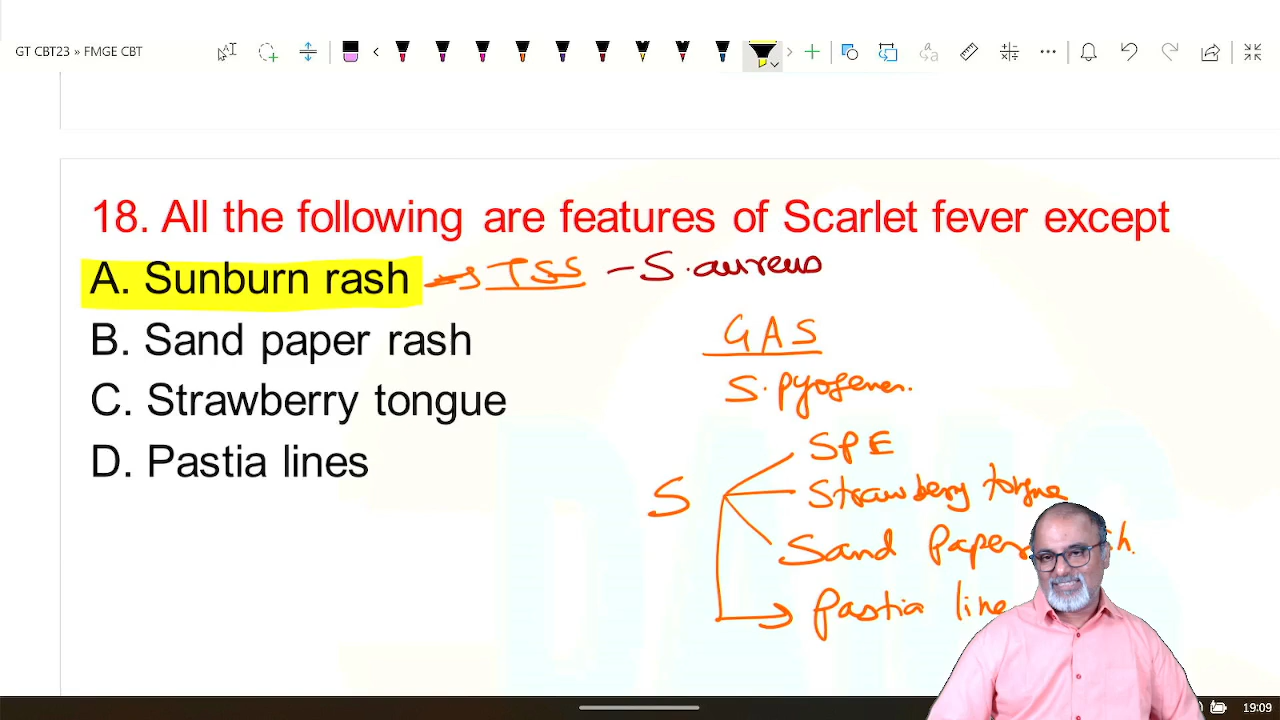 GT CBT23 » FMGE CBT
18. All the following are features of Scarlet fever except
A. Sunburn rash → TSS – S. aureus
B. Sand paper rash
C. Strawberry tongue
D. Pastia lines
GAS
S. pyogenes.
S
SPE
Strawberry tongue
Sand Paper
Pastia line
19:09